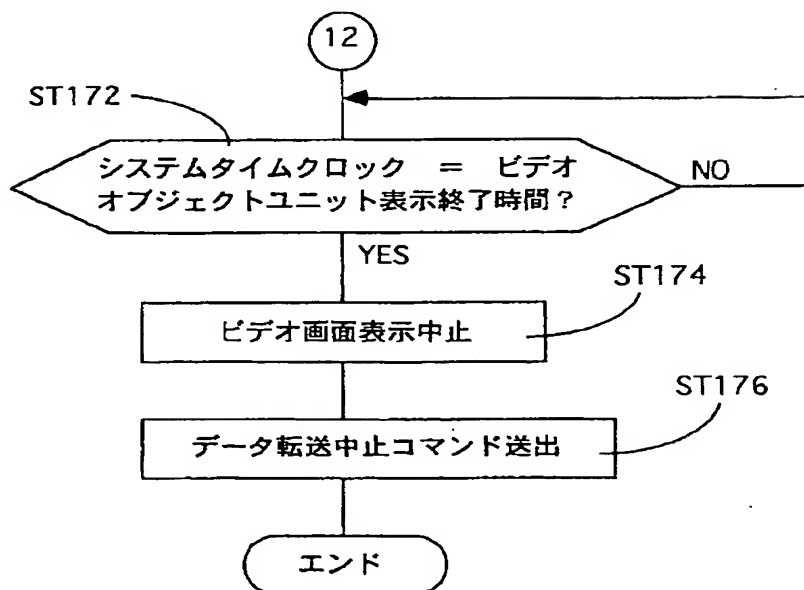 12
ST172
システムタイムクロック = ビデオ
オブジェクトユニット表示終了時間?
NO
YES
ST174
ビデオ画面表示中止
ST176
データ転送中止コマンド送出
エンド